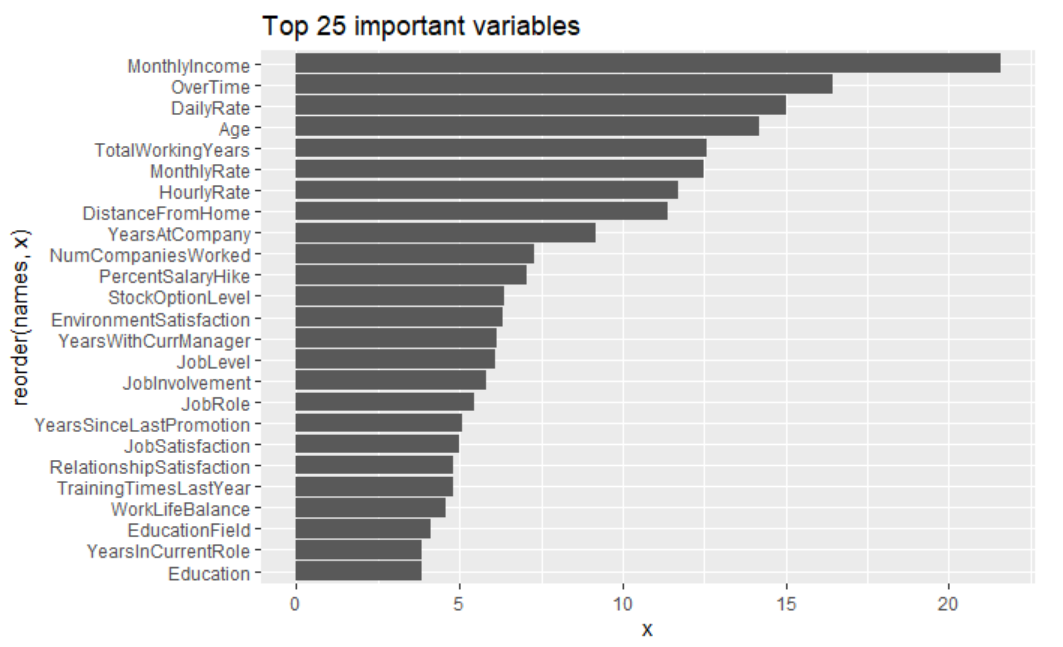 Top 25 important variables
MonthlyIncome
OverTime
DailyRate
Age
TotalWorkingYears
MonthlyRate
HourlyRate
DistanceFromHome
YearsAtCompany
NumCompaniesWorked
PercentSalaryHike
StockOptionLevel
EnvironmentSatisfaction
YearsWithCurrManager
JobLevel
JobInvolvement
JobRole
YearsSinceLastPromotion
JobSatisfaction
RelationshipSatisfaction
TrainingTimesLastYear
WorkLifeBalance
EducationField
YearsInCurrentRole
Education
reorder(names, x)
0 5 10 15 20
x